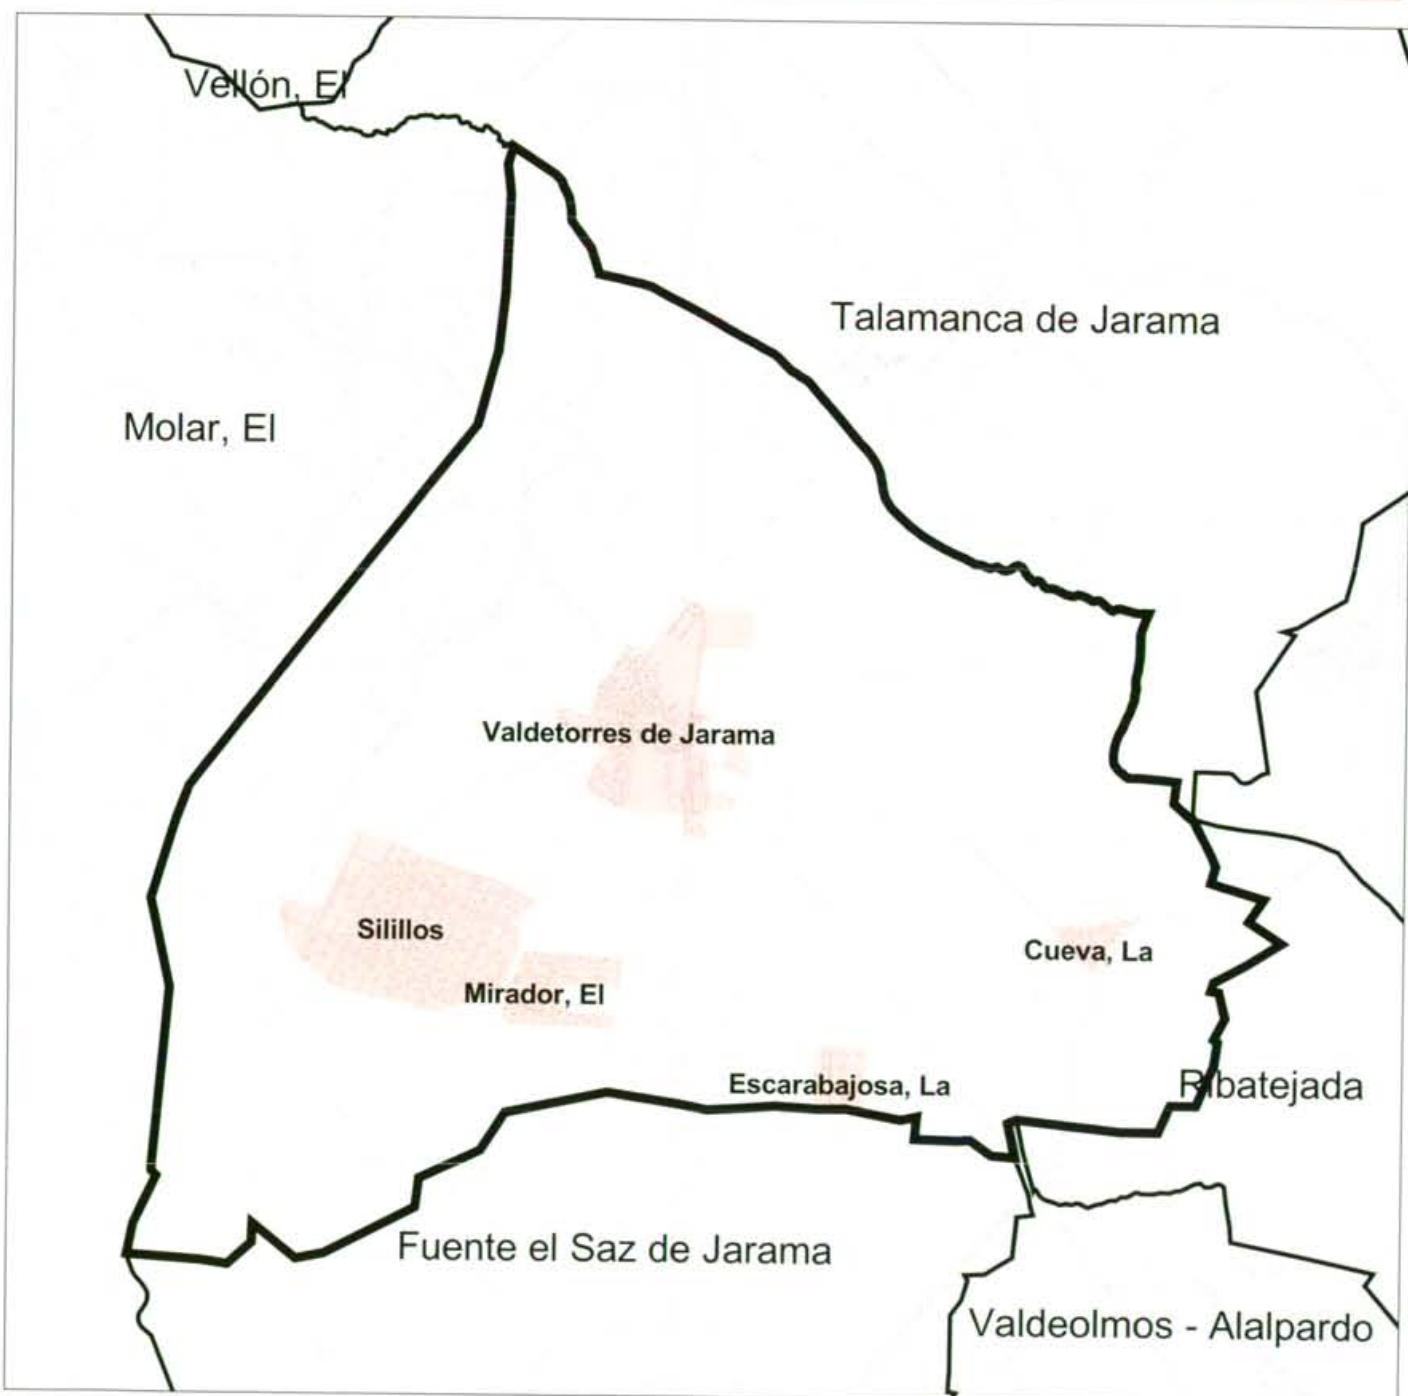 Vellón, El
Talamanca de Jarama
Molar, El
Valdetorres de Jarama
Silillos
Cueva, La
Mirador, El
Escarabajosa, La
Ribatejada
Fuente el Saz de Jarama
Valdeolmos - Alalpardo